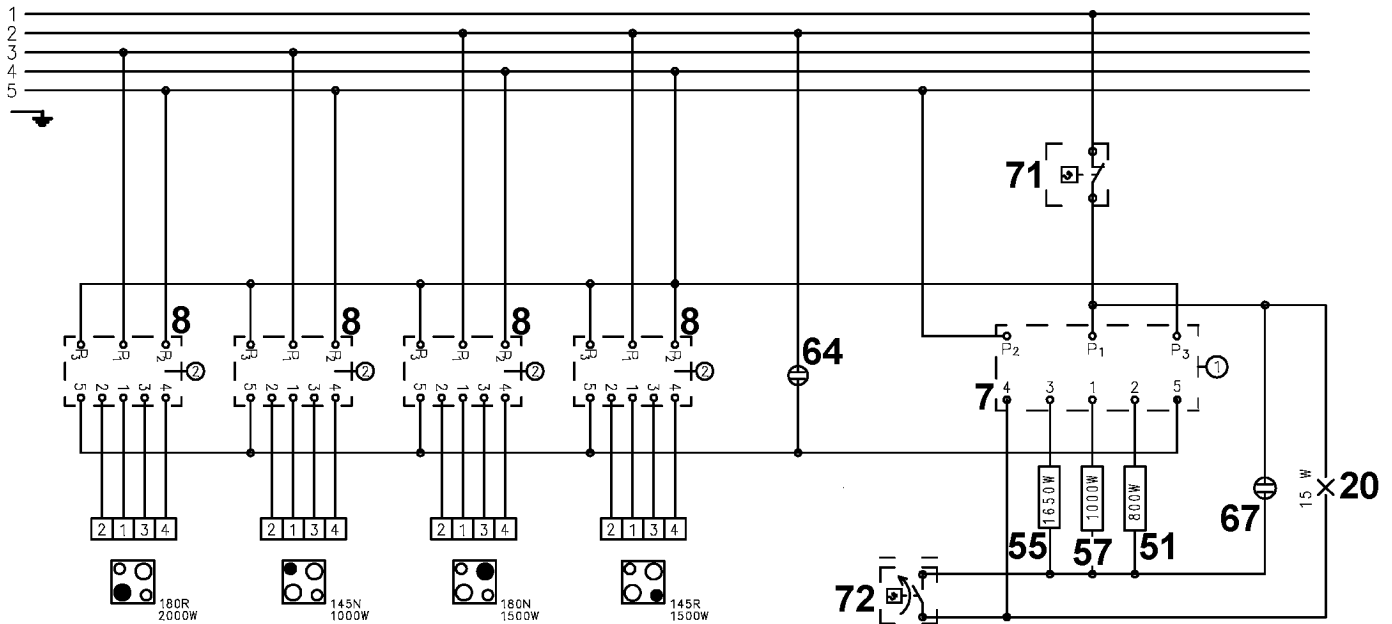 1
2
3
4
5
71
8 8 8 8
P3 P1 P2 2
P3 P1 P2 2
P3 P1 P2 2
P3 P1 P2 2
5 2 1 3 4
5 2 1 3 4
5 2 1 3 4
5 2 1 3 4
64
P2 P1 P3 1
7 4 3 1 2 5
1650W 1000W 800W
55 57 51
67
15 W 20
2 1 3 4
2 1 3 4
2 1 3 4
2 1 3 4
180R
2000W
145N
1000W
180N
1500W
145R
1500W
72